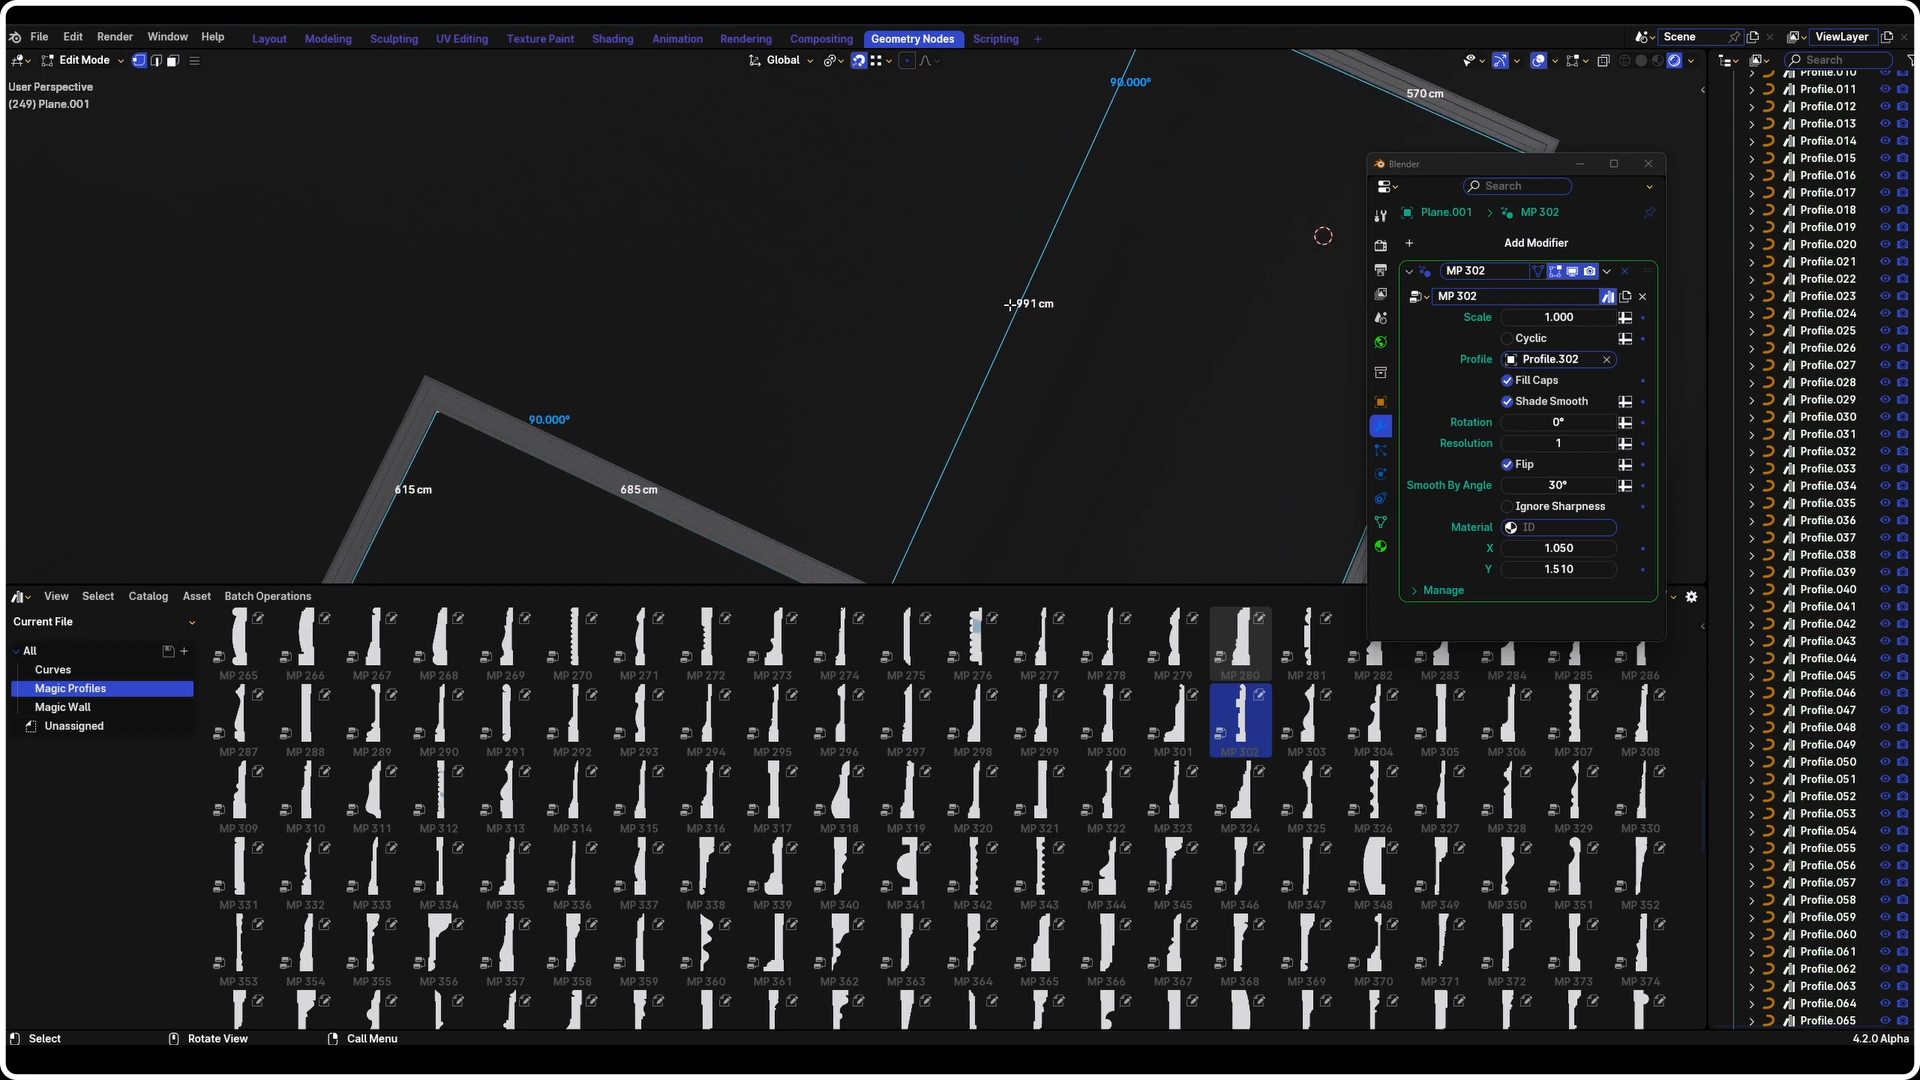 File Edit Render Window Help Layout Modeling Sculpting UV Editing Texture Paint Shading Animation Rendering Compositing Geometry Nodes Scripting + Scene ViewLayer
Edit Mode Global Search
User Perspective
(249) Plane.001
90.000°
570 cm
991 cm
90.000°
615 cm
685 cm
Blender
Search
Plane.001 > MP 302
+ Add Modifier
MP 302
MP 302
Scale 1.000
Cyclic
Profile Profile.302
Fill Caps
Shade Smooth
Rotation 0°
Resolution 1
Flip
Smooth By Angle 30°
Ignore Sharpness
Material ID
X 1.050
Y 1.510
Manage
View Select Catalog Asset Batch Operations
Current File
All
Curves
Magic Profiles
Magic Wall
Unassigned
MP 265 MP 266 MP 267 MP 268 MP 269 MP 270 MP 271 MP 272 MP 273 MP 274 MP 275 MP 276 MP 277 MP 278 MP 279 MP 280 MP 281 MP 282 MP 283 MP 284 MP 285 MP 286
MP 287 MP 288 MP 289 MP 290 MP 291 MP 292 MP 293 MP 294 MP 295 MP 296 MP 297 MP 298 MP 299 MP 300 MP 301 MP 302 MP 303 MP 304 MP 305 MP 306 MP 307 MP 308
MP 309 MP 310 MP 311 MP 312 MP 313 MP 314 MP 315 MP 316 MP 317 MP 318 MP 319 MP 320 MP 321 MP 322 MP 323 MP 324 MP 325 MP 326 MP 327 MP 328 MP 329 MP 330
MP 331 MP 332 MP 333 MP 334 MP 335 MP 336 MP 337 MP 338 MP 339 MP 340 MP 341 MP 342 MP 343 MP 344 MP 345 MP 346 MP 347 MP 348 MP 349 MP 350 MP 351 MP 352
MP 353 MP 354 MP 355 MP 356 MP 357 MP 358 MP 359 MP 360 MP 361 MP 362 MP 363 MP 364 MP 365 MP 366 MP 367 MP 368 MP 369 MP 370 MP 371 MP 372 MP 373 MP 374
Profile.010
Profile.011
Profile.012
Profile.013
Profile.014
Profile.015
Profile.016
Profile.017
Profile.018
Profile.019
Profile.020
Profile.021
Profile.022
Profile.023
Profile.024
Profile.025
Profile.026
Profile.027
Profile.028
Profile.029
Profile.030
Profile.031
Profile.032
Profile.033
Profile.034
Profile.035
Profile.036
Profile.037
Profile.038
Profile.039
Profile.040
Profile.041
Profile.042
Profile.043
Profile.044
Profile.045
Profile.046
Profile.047
Profile.048
Profile.049
Profile.050
Profile.051
Profile.052
Profile.053
Profile.054
Profile.055
Profile.056
Profile.057
Profile.058
Profile.059
Profile.060
Profile.061
Profile.062
Profile.063
Profile.064
Profile.065
Select Rotate View Call Menu 4.2.0 Alpha